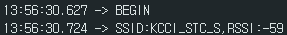 13:56:30.627 -> BEGIN
13:56:30.724 -> SSID:KCCI_STC_S,RSSI:-59